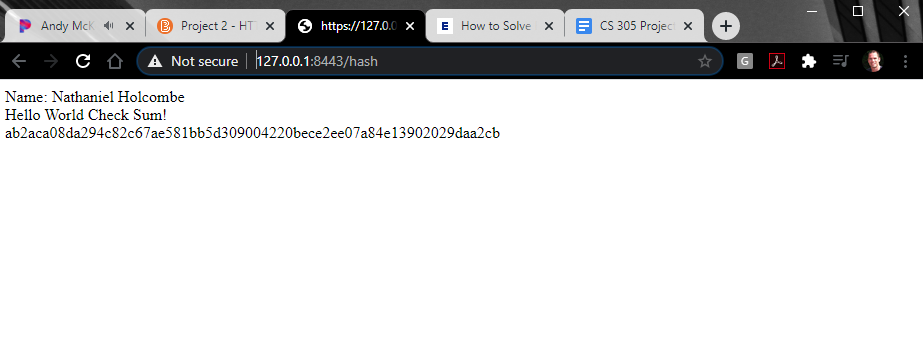 Andy McK
Project 2 - HT
https://127.0.0
How to Solve
CS 305 Project
Not secure 127.0.0.1:8443/hash
Name: Nathaniel Holcombe
Hello World Check Sum!
ab2aca08da294c82c67ae581bb5d309004220bece2ee07a84e13902029daa2cb